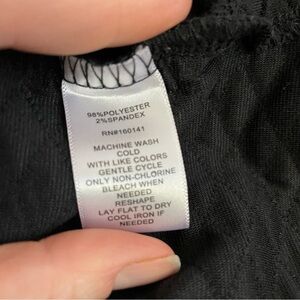 98%POLYESTER
2%SPANDEX
RN#160141
MACHINE WASH
COLD
WITH LIKE COLORS
GENTLE CYCLE
ONLY NON-CHLORINE
BLEACH WHEN
NEEDED
RESHAPE
LAY FLAT TO DRY
COOL IRON IF
NEEDED